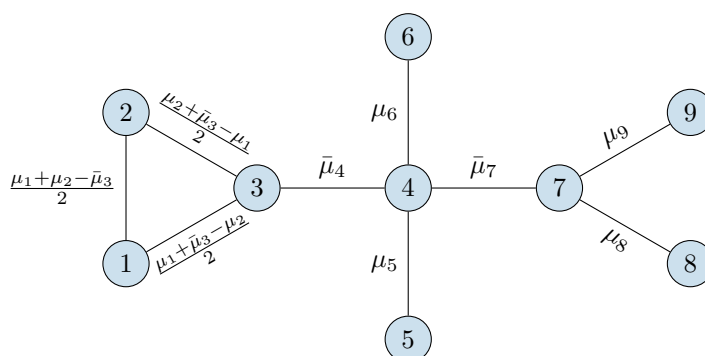 6
μ₆
2
(μ₂+μ̄₃−μ₁)/2
9
μ₉
(μ₁+μ₂−μ̄₃)/2
3
μ̄₄
4
μ̄₇
7
(μ₁+μ̄₃−μ₂)/2
μ₈
1
μ₅
8
5